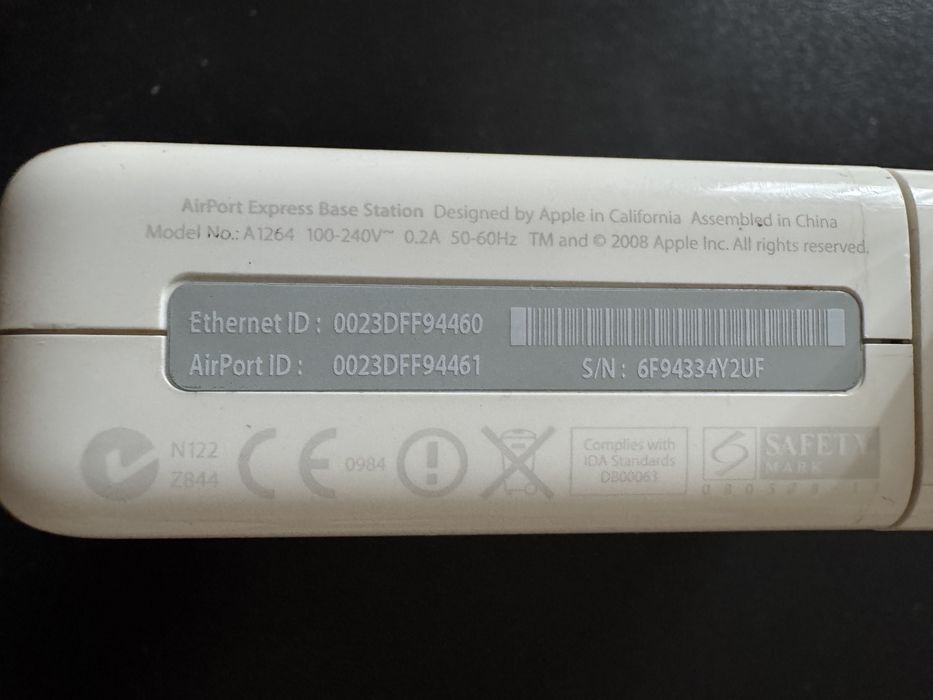 AirPort Express Base Station Designed by Apple in California Assembled in China
Model No.: A1264 100-240V~ 0.2A 50-60Hz TM and © 2008 Apple Inc. All rights reserved.
Ethernet ID : 0023DFF94460
AirPort ID : 0023DFF94461
S/N : 6F94334Y2UF
N122
Z844
CE 0984
Complies with
IDA Standards
DB00063
SAFETY
MARK